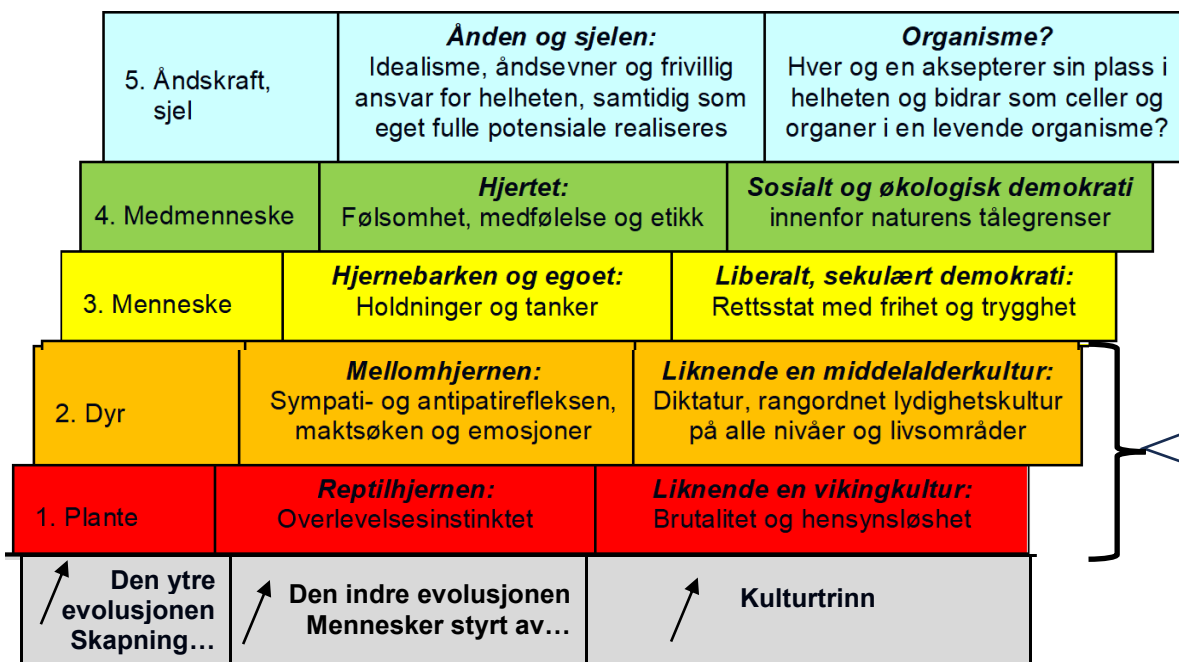 5. Åndskraft,
sjel
Ånden og sjelen:
Idealisme, åndsevner og frivillig
ansvar for helheten, samtidig som
eget fulle potensiale realiseres
Organisme?
Hver og en aksepterer sin plass i
helheten og bidrar som celler og
organer i en levende organisme?
4. Medmenneske
Hjertet:
Følsomhet, medfølelse og etikk
Sosialt og økologisk demokrati
innenfor naturens tålegrenser
3. Menneske
Hjernebarken og egoet:
Holdninger og tanker
Liberalt, sekulært demokrati:
Rettsstat med frihet og trygghet
2. Dyr
Mellomhjernen:
Sympati- og antipatirefleksen,
maktsøken og emosjoner
Liknende en middelalderkultur:
Diktatur, rangordnet lydighetskultur
på alle nivåer og livsområder
1. Plante
Reptilhjernen:
Overlevelsesinstinktet
Liknende en vikingkultur:
Brutalitet og hensynsløshet
Den ytre
evolusjonen
Skapning…
Den indre evolusjonen
Mennesker styrt av…
Kulturtrinn